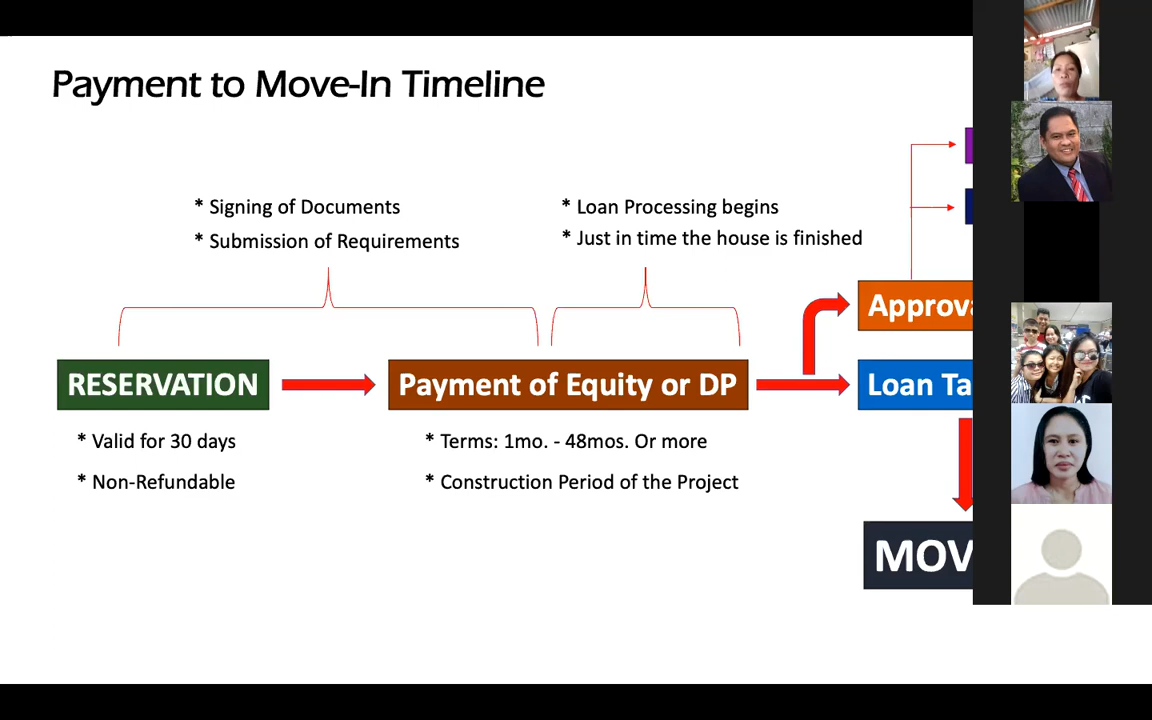 Payment to Move-In Timeline
* Signing of Documents
* Submission of Requirements
* Loan Processing begins
* Just in time the house is finished
RESERVATION
Payment of Equity or DP
Loan
* Valid for 30 days
* Non-Refundable
* Terms: 1mo. - 48mos. Or more
* Construction Period of the Project